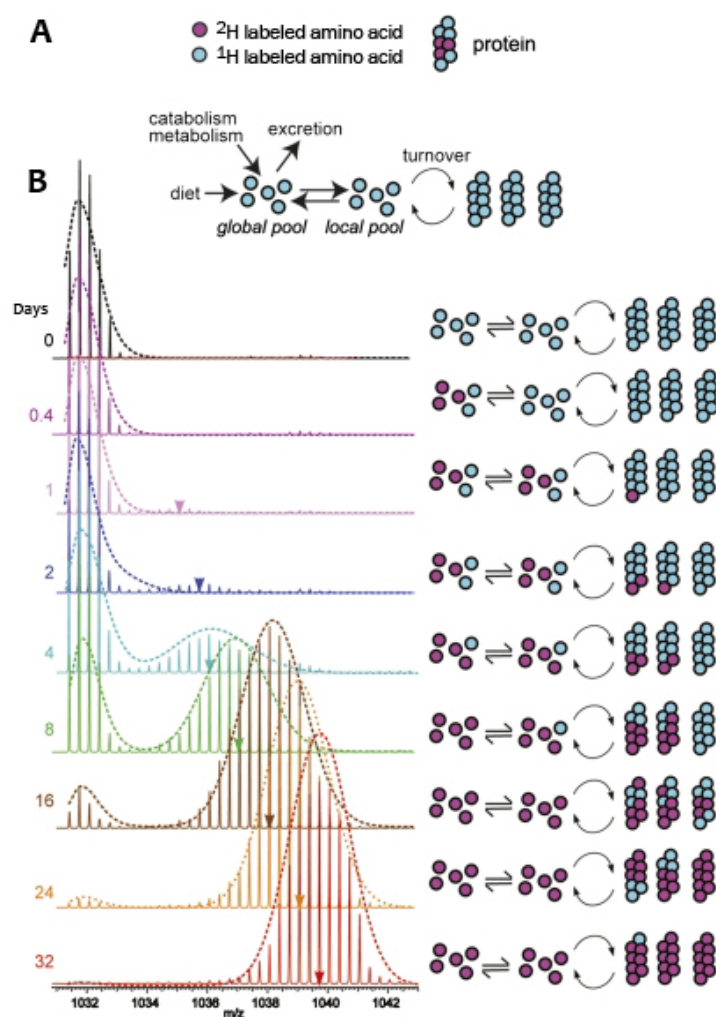 A
²H labeled amino acid
¹H labeled amino acid
protein
B
catabolism
metabolism
excretion
diet
global pool
local pool
turnover
Days
0
0.4
1
2
4
8
16
24
32
1032 1034 1036 1038 1040 1042
m/z